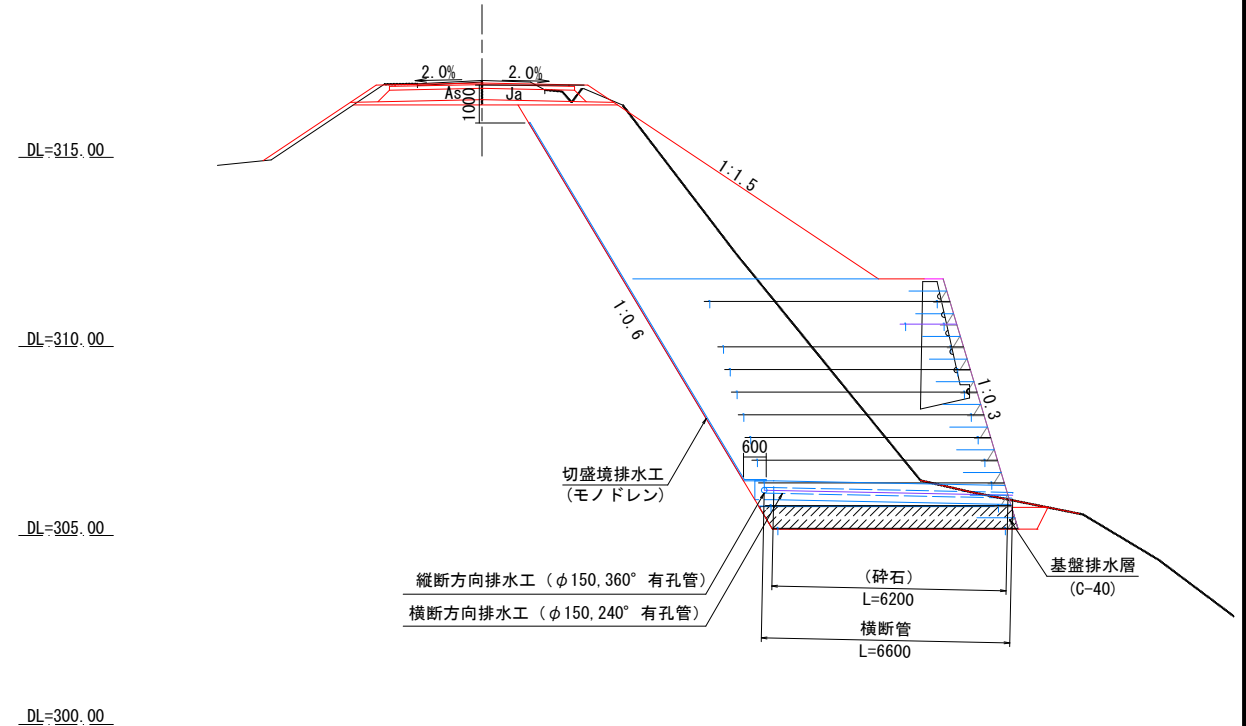 2.0%
2.0%
As
Ja
1000
DL=315.00
1:1.5
DL=310.00
1:0.6
1:0.3
600
切盛境排水工
(モノドレン)
DL=305.00
縦断方向排水工（φ150,360° 有孔管）
横断方向排水工（φ150,240° 有孔管）
(砕石)
L=6200
基盤排水層
(C-40)
横断管
L=6600
DL=300.00